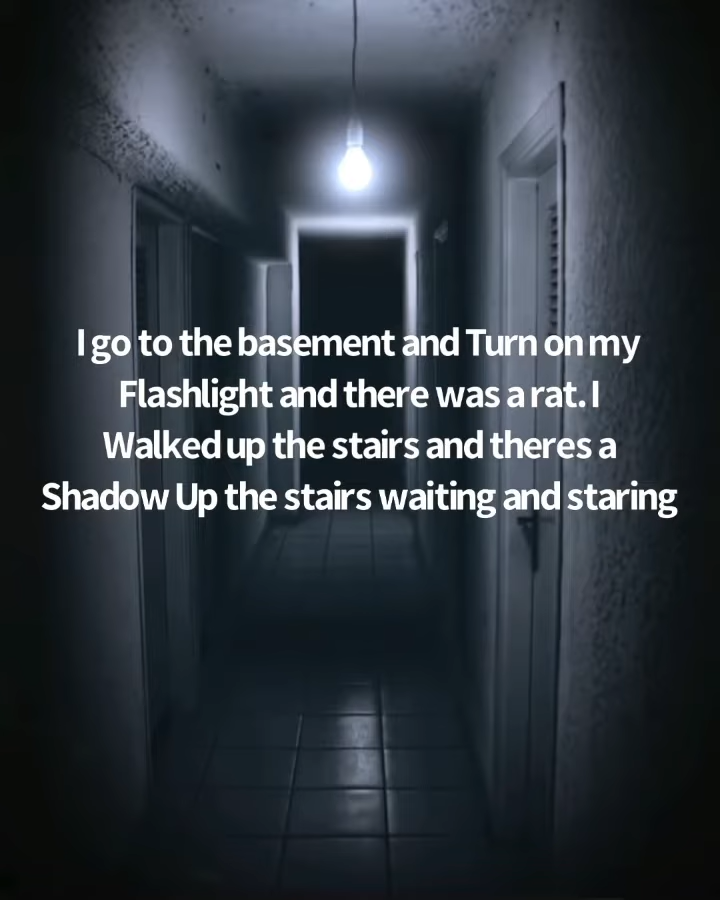 I go to the basement and Turn on my
Flashlight and there was a rat. I
Walked up the stairs and theres a
Shadow Up the stairs waiting and staring